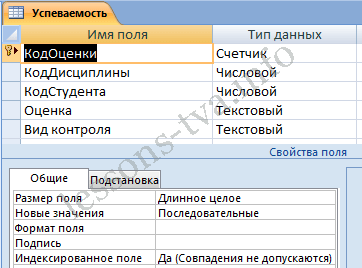 Успеваемость
Имя поля Тип данных
КодОценки Счетчик
КодДисциплины Числовой
КодСтудента Числовой
Оценка Текстовый
Вид контроля Текстовый
Свойства поля
Общие Подстановка
Размер поля Длинное целое
Новые значения Последовательные
Формат поля
Подпись
Индексированное поле Да (Совпадения не допускаются)
lessons-tva.info